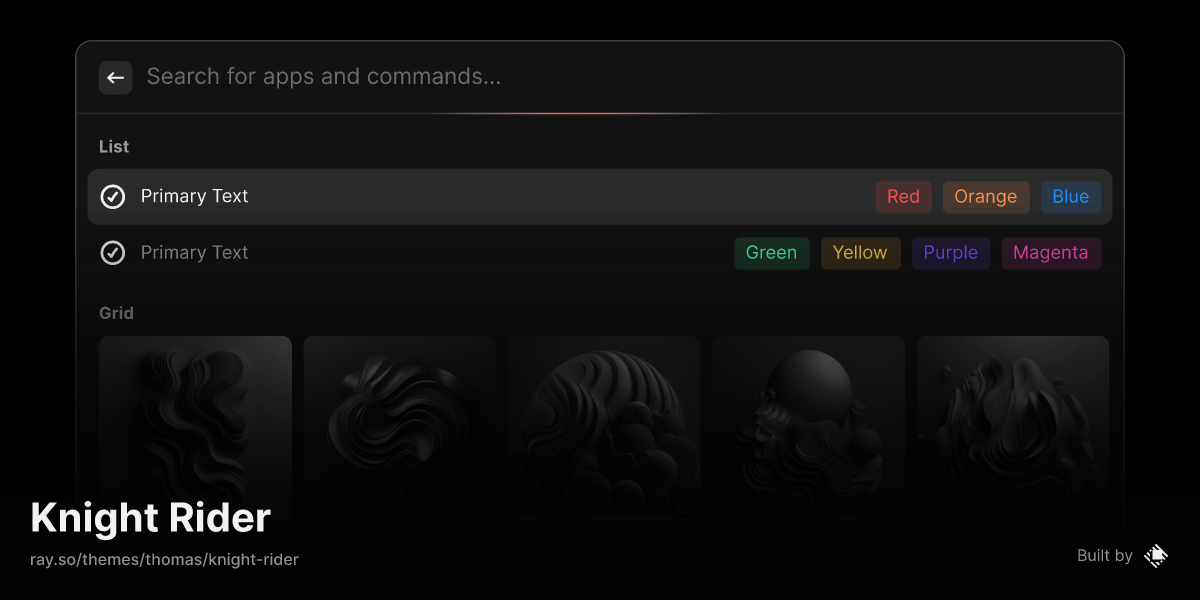 Search for apps and commands...
List
Primary Text Red Orange Blue
Primary Text Green Yellow Purple Magenta
Grid
Knight Rider
ray.so/themes/thomas/knight-rider
Built by